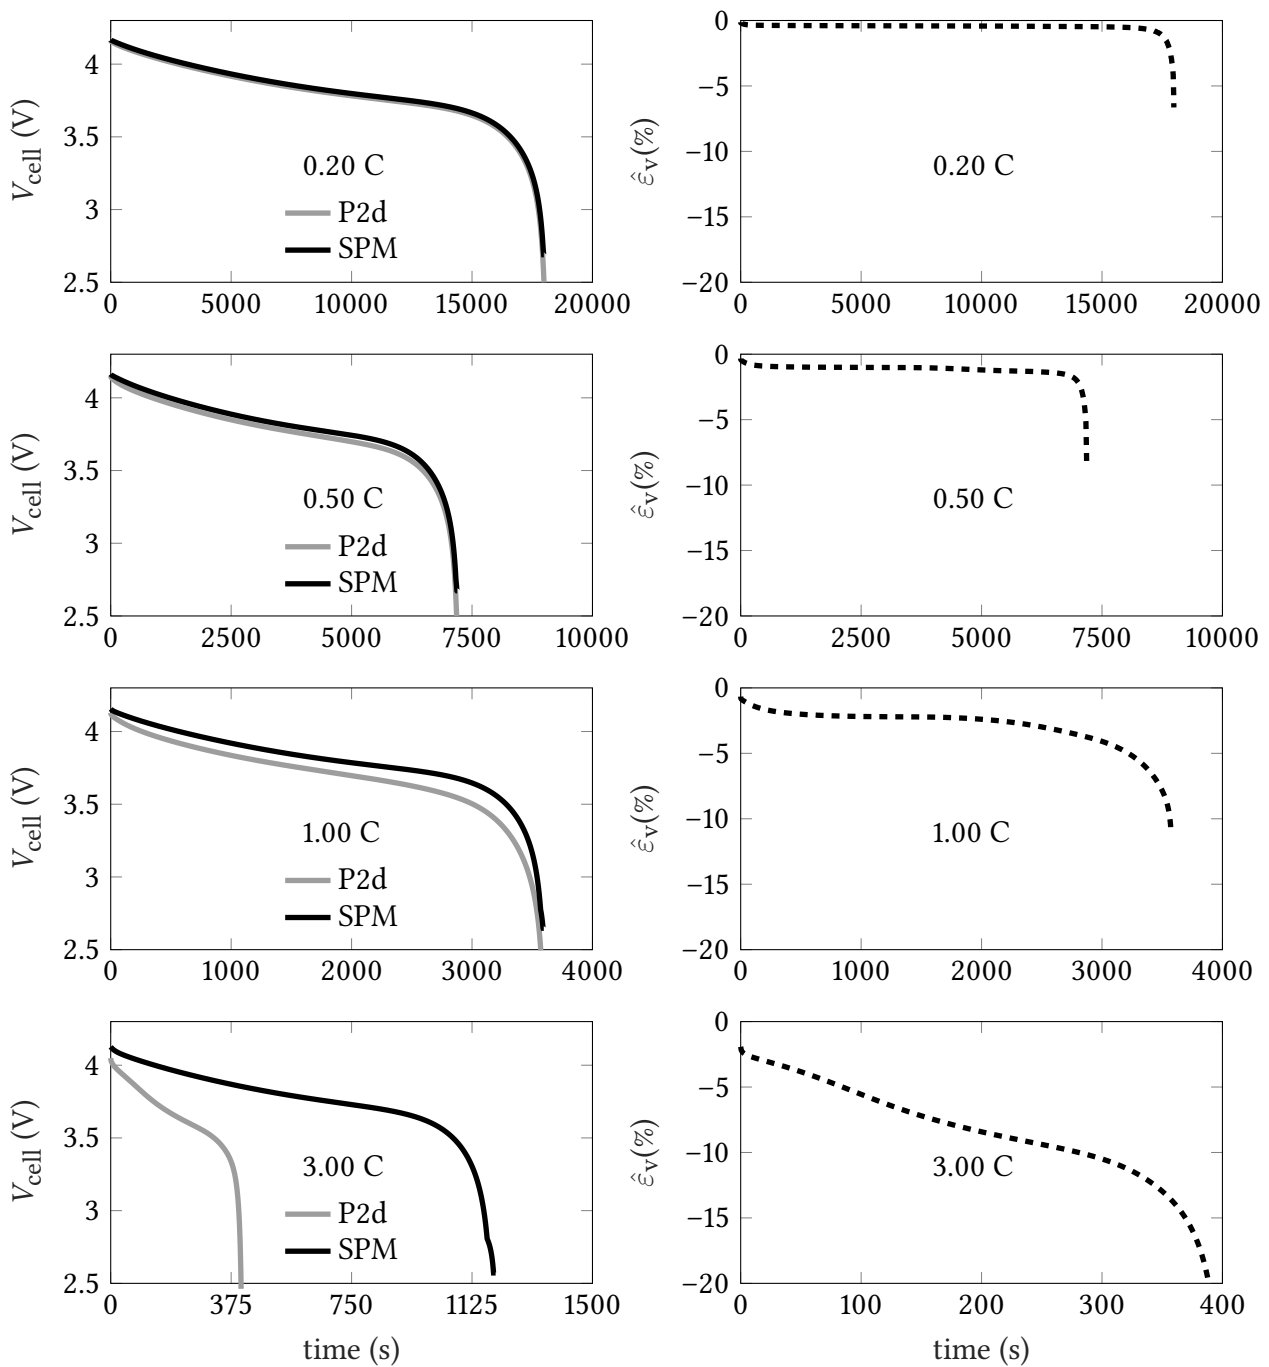 4
3.5
3
2.5
V_cell (V)
0.20 C
P2d
SPM
0 5000 10000 15000 20000
0
−5
−10
−15
−20
ε̂_V(%)
0.20 C
0 5000 10000 15000 20000
4
3.5
3
2.5
V_cell (V)
0.50 C
P2d
SPM
0 2500 5000 7500 10000
0
−5
−10
−15
−20
ε̂_V(%)
0.50 C
0 2500 5000 7500 10000
4
3.5
3
2.5
V_cell (V)
1.00 C
P2d
SPM
0 1000 2000 3000 4000
0
−5
−10
−15
−20
ε̂_V(%)
1.00 C
0 1000 2000 3000 4000
4
3.5
3
2.5
V_cell (V)
3.00 C
P2d
SPM
0 375 750 1125 1500
time (s)
0
−5
−10
−15
−20
ε̂_V(%)
3.00 C
0 100 200 300 400
time (s)